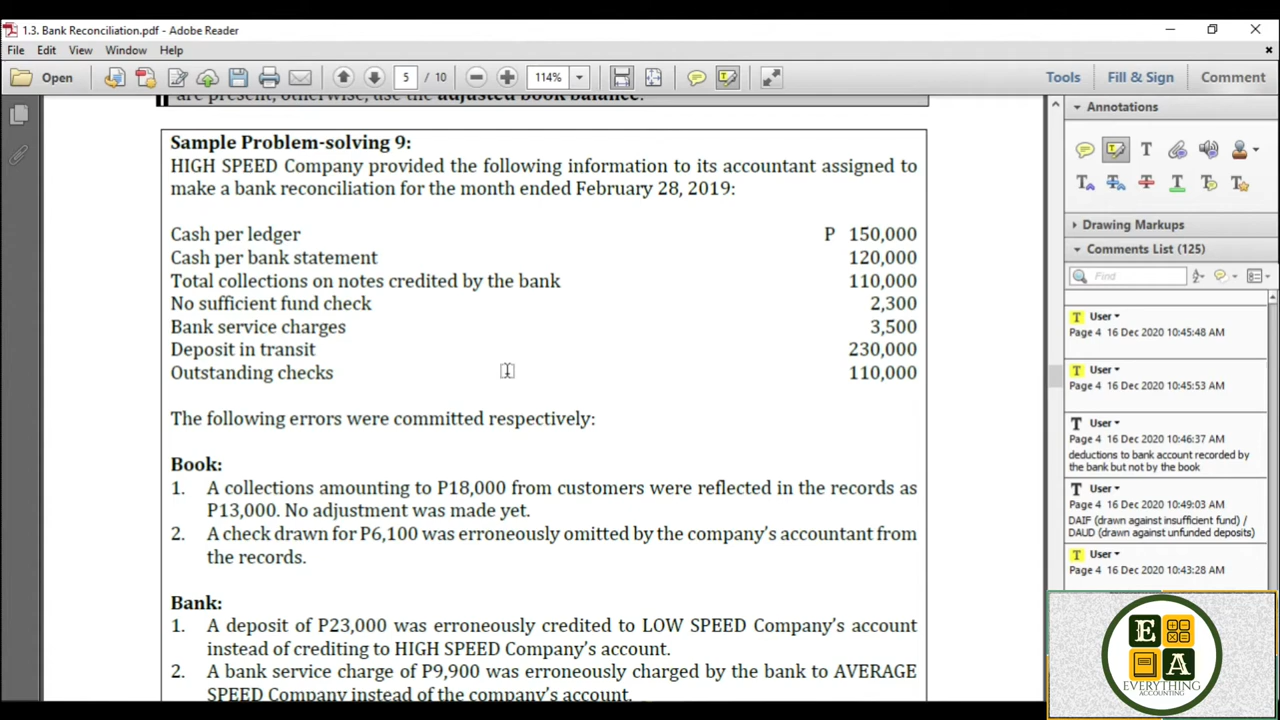 1.3. Bank Reconciliation.pdf - Adobe Reader
File Edit View Window Help
Open 5 / 10 114% Tools Fill & Sign Comment
are present, otherwise, use the adjusted book balance.
Sample Problem-solving 9:
HIGH SPEED Company provided the following information to its accountant assigned to
make a bank reconciliation for the month ended February 28, 2019:
Cash per ledger P 150,000
Cash per bank statement 120,000
Total collections on notes credited by the bank 110,000
No sufficient fund check 2,300
Bank service charges 3,500
Deposit in transit 230,000
Outstanding checks 110,000
The following errors were committed respectively:
Book:
1. A collections amounting to P18,000 from customers were reflected in the records as
P13,000. No adjustment was made yet.
2. A check drawn for P6,100 was erroneously omitted by the company's accountant from
the records.
Bank:
1. A deposit of P23,000 was erroneously credited to LOW SPEED Company's account
instead of crediting to HIGH SPEED Company's account.
2. A bank service charge of P9,900 was erroneously charged by the bank to AVERAGE
SPEED Company instead of the company's account.
Annotations
Drawing Markups
Comments List (125)
Find
User
Page 4 16 Dec 2020 10:45:48 AM
User
Page 4 16 Dec 2020 10:45:53 AM
User
Page 4 16 Dec 2020 10:46:37 AM
deductions to bank account recorded by
the bank but not by the book
User
Page 4 16 Dec 2020 10:49:03 AM
DAIF (drawn against insufficient fund) /
DAUD (drawn against unfunded deposits)
User
Page 4 16 Dec 2020 10:43:28 AM
E
A
EVERYTHING
ACCOUNTING